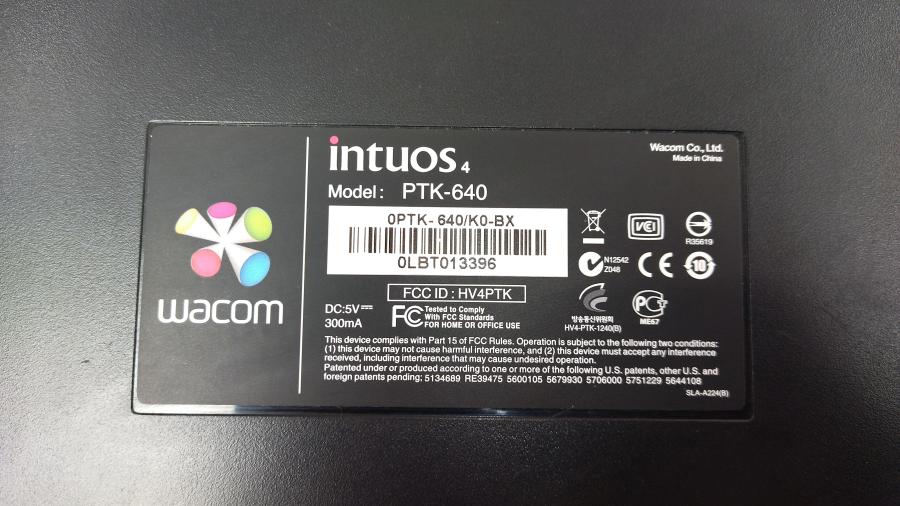 wacom
intuos 4
Wacom Co., Ltd.
Made in China
Model : PTK-640
0PTK- 640/K0-BX
0LBT013396
VCI
R35619
N12542
Z048
CE
10
FCC ID : HV4PTK
DC:5V
300mA
FC Tested to Comply
With FCC Standards
FOR HOME OR OFFICE USE
방송통신위원회
HV4-PTK-1240(B)
ME67
This device complies with Part 15 of FCC Rules. Operation is subject to the following two conditions:
(1) this device may not cause harmful interference, and (2) this device must accept any interference
received, including interference that may cause undesired operation.
Patented under or produced according to one or more of the following U.S. patents, other U.S. and
foreign patents pending; 5134689 RE39475 5600105 5679930 5706000 5751229 5644108
SLA-A224(B)